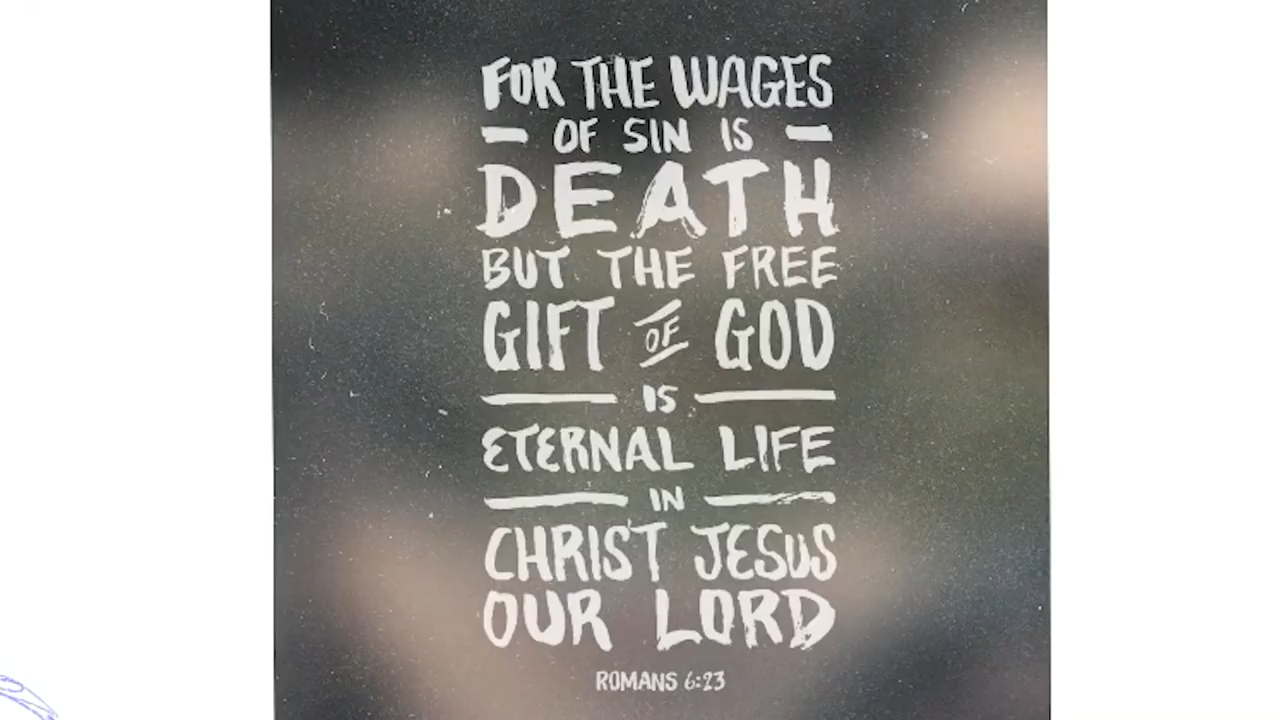 FOR THE WAGES
OF SIN IS
DEATH
BUT THE FREE
GIFT OF GOD
IS
ETERNAL LIFE
IN
CHRIST JESUS
OUR LORD
ROMANS 6:23